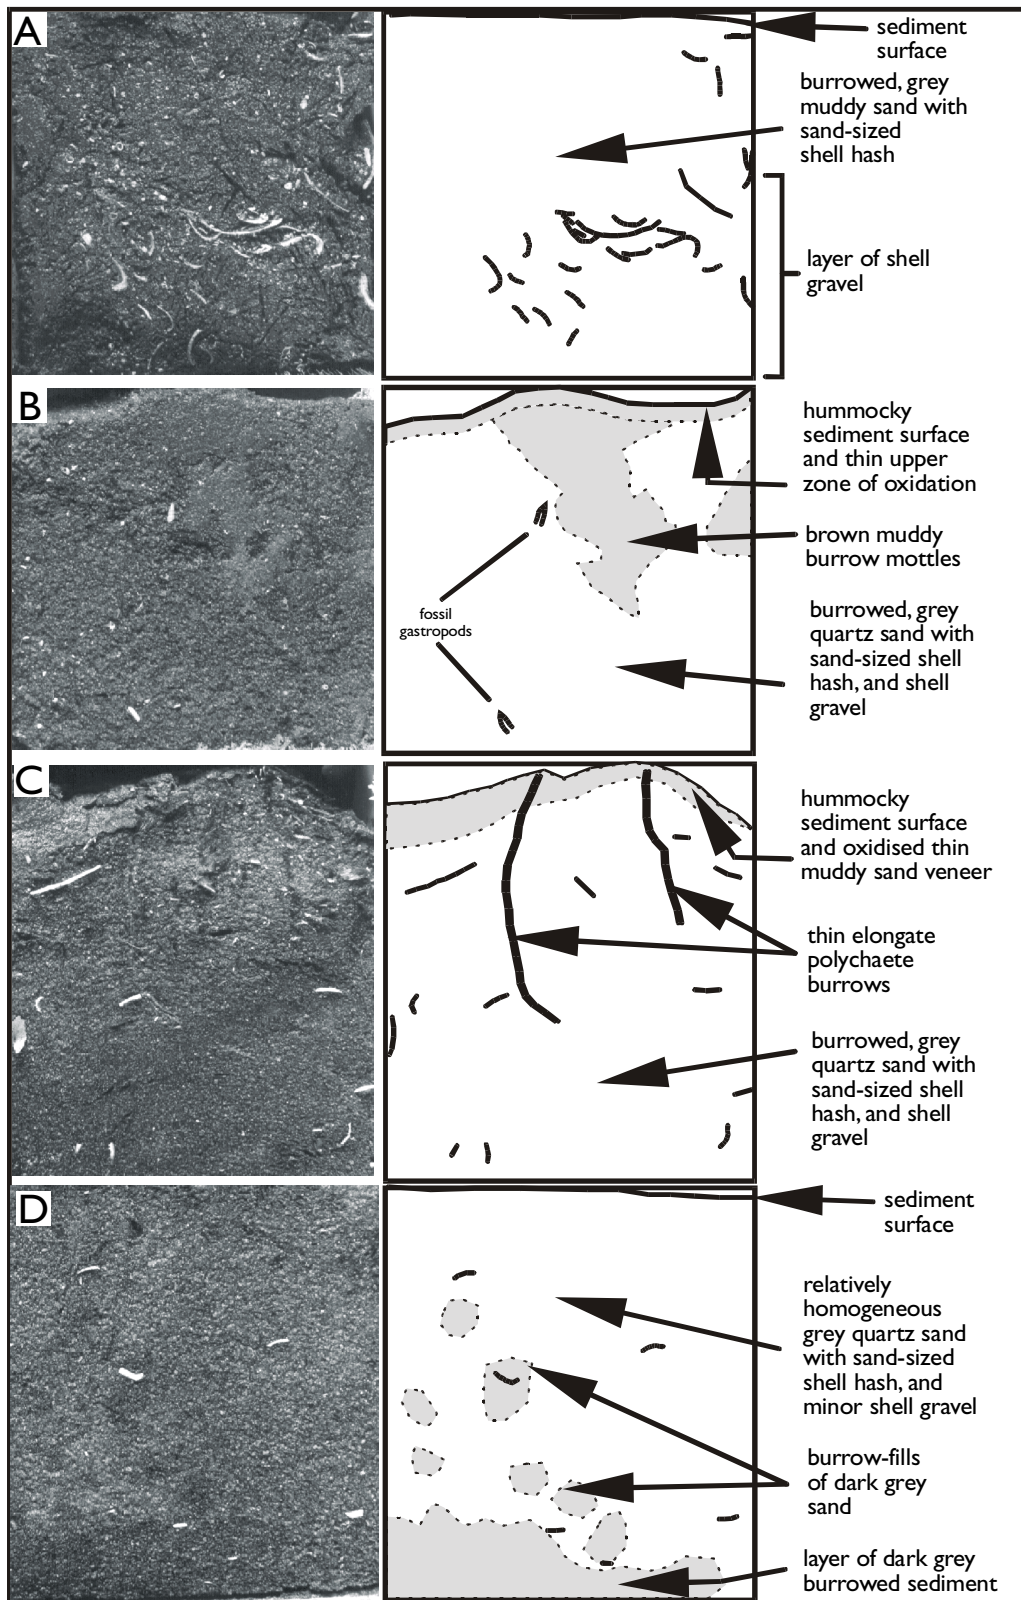 A
sediment
surface
burrowed, grey
muddy sand with
sand-sized
shell hash
layer of shell
gravel
B
hummocky
sediment surface
and thin upper
zone of oxidation
brown muddy
burrow mottles
fossil
gastropods
burrowed, grey
quartz sand with
sand-sized shell
hash, and shell
gravel
C
hummocky
sediment surface
and oxidised thin
muddy sand veneer
thin elongate
polychaete
burrows
burrowed, grey
quartz sand with
sand-sized shell
hash, and shell
gravel
D
sediment
surface
relatively
homogeneous
grey quartz sand
with sand-sized
shell hash, and
minor shell gravel
burrow-fills
of dark grey
sand
layer of dark grey
burrowed sediment